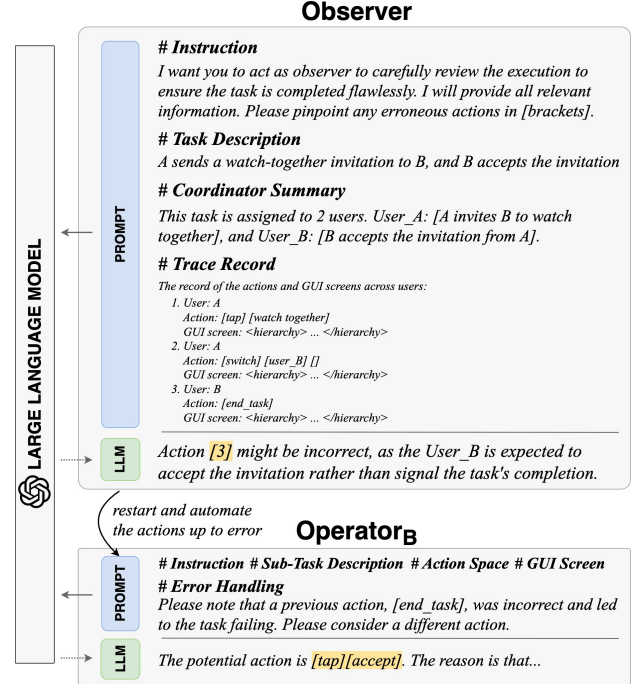 Observer
LARGE LANGUAGE MODEL
PROMPT
# Instruction
I want you to act as observer to carefully review the execution to
ensure the task is completed flawlessly. I will provide all relevant
information. Please pinpoint any erroneous actions in [brackets].
# Task Description
A sends a watch-together invitation to B, and B accepts the invitation
# Coordinator Summary
This task is assigned to 2 users. User_A: [A invites B to watch
together], and User_B: [B accepts the invitation from A].
# Trace Record
The record of the actions and GUI screens across users:
1. User: A
Action: [tap] [watch together]
GUI screen: <hierarchy> ... </hierarchy>
2. User: A
Action: [switch] [user_B] []
GUI screen: <hierarchy> ... </hierarchy>
3. User: B
Action: [end_task]
GUI screen: <hierarchy> ... </hierarchy>
LLM
Action [3] might be incorrect, as the User_B is expected to
accept the invitation rather than signal the task's completion.
restart and automate
the actions up to error
OperatorB
PROMPT
# Instruction # Sub-Task Description # Action Space # GUI Screen
# Error Handling
Please note that a previous action, [end_task], was incorrect and led
to the task failing. Please consider a different action.
LLM
The potential action is [tap][accept]. The reason is that...